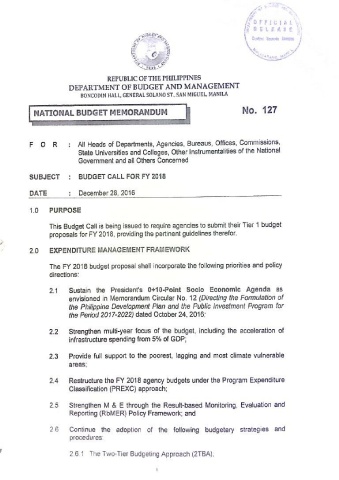 OFFICIAL
RELEASE
REPUBLIC OF THE PHILIPPINES
DEPARTMENT OF BUDGET AND MANAGEMENT
BONCODIN HALL, GENERAL SOLANO ST., SAN MIGUEL, MANILA
NATIONAL BUDGET MEMORANDUM No. 127
F O R : All Heads of Departments, Agencies, Bureaus, Offices, Commissions,
State Universities and Colleges, Other Instrumentalities of the National
Government and all Others Concerned
SUBJECT : BUDGET CALL FOR FY 2018
DATE : December 28, 2016
1.0 PURPOSE
This Budget Call is being issued to require agencies to submit their Tier 1 budget
proposals for FY 2018, providing the pertinent guidelines therefor.
2.0 EXPENDITURE MANAGEMENT FRAMEWORK
The FY 2018 budget proposal shall incorporate the following priorities and policy
directions:
2.1 Sustain the President's 0+10-Point Socio Economic Agenda as
envisioned in Memorandum Circular No. 12 (Directing the Formulation of
the Philippine Development Plan and the Public Investment Program for
the Period 2017-2022) dated October 24, 2016;
2.2 Strengthen multi-year focus of the budget, including the acceleration of
infrastructure spending from 5% of GDP;
2.3 Provide full support to the poorest, lagging and most climate vulnerable
areas;
2.4 Restructure the FY 2018 agency budgets under the Program Expenditure
Classification (PREXC) approach;
2.5 Strengthen M & E through the Result-based Monitoring, Evaluation and
Reporting (RbMER) Policy Framework; and
2.6 Continue the adoption of the following budgetary strategies and
procedures:
2.6.1 The Two-Tier Budgeting Approach (2TBA).